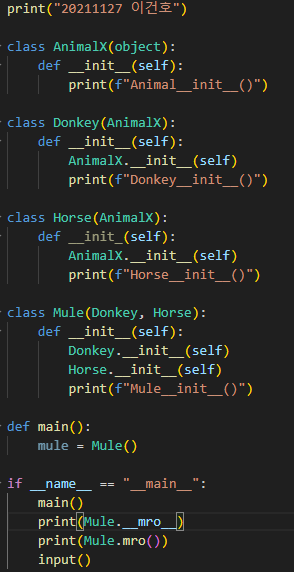 print("20211127 이건호")

class AnimalX(object):
    def __init__(self):
        print(f"Animal__init__()")

class Donkey(AnimalX):
    def __init__(self):
        AnimalX.__init__(self)
        print(f"Donkey__init__()")

class Horse(AnimalX):
    def __init_(self):
        AnimalX.__init__(self)
        print(f"Horse__init__()")

class Mule(Donkey, Horse):
    def __init__(self):
        Donkey.__init__(self)
        Horse.__init__(self)
        print(f"Mule__init__()")

def main():
    mule = Mule()

if __name__ == "__main__":
    main()
    print(Mule.__mro__)
    print(Mule.mro())
    input()